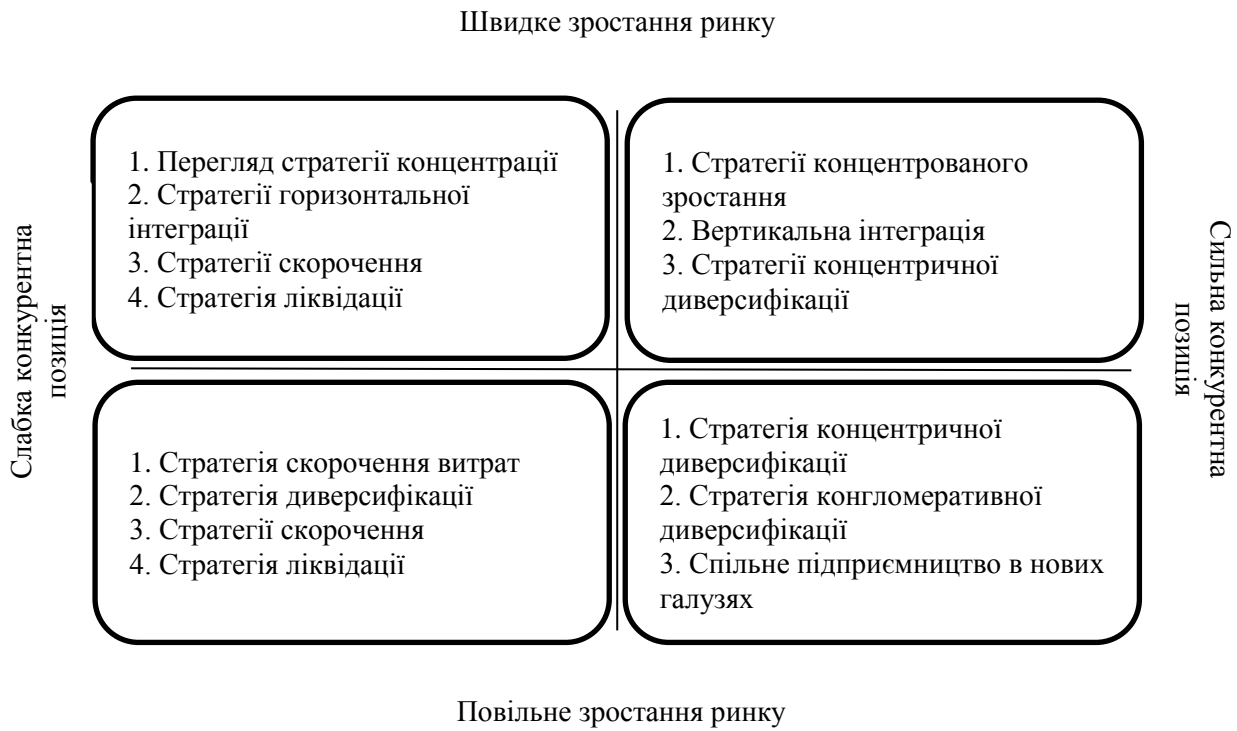 Швидке зростання ринку
1. Перегляд стратегії концентрації
2. Стратегії горизонтальної
інтеграції
3. Стратегії скорочення
4. Стратегія ліквідації
1. Стратегії концентрованого
зростання
2. Вертикальна інтеграція
3. Стратегії концентричної
диверсифікації
Слабка конкурентна
позиція
Сильна конкурентна
позиція
1. Стратегія скорочення витрат
2. Стратегія диверсифікації
3. Стратегії скорочення
4. Стратегія ліквідації
1. Стратегія концентричної
диверсифікації
2. Стратегія конгломеративної
диверсифікації
3. Спільне підприємництво в нових
галузях
Повільне зростання ринку